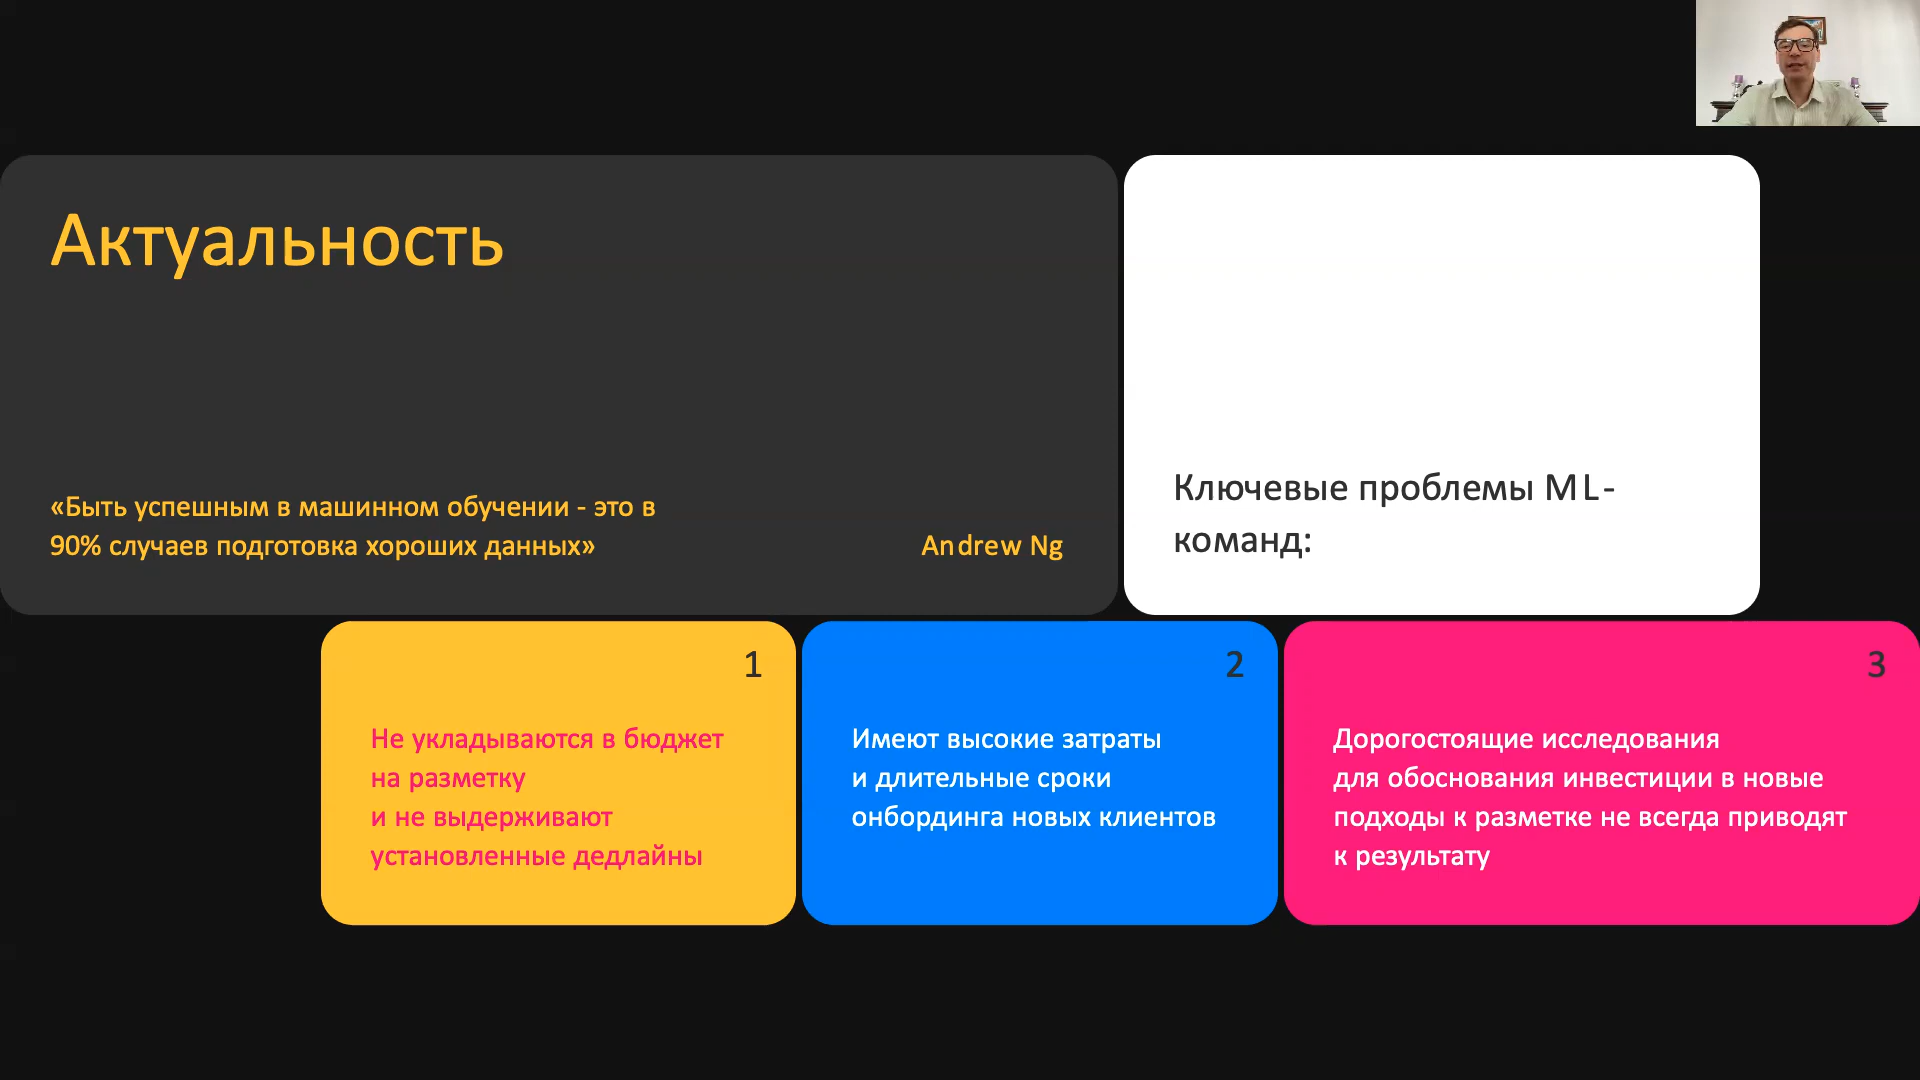 Актуальность
«Быть успешным в машинном обучении - это в
90% случаев подготовка хороших данных»
Andrew Ng
Ключевые проблемы ML-
команд:
1
Не укладываются в бюджет
на разметку
и не выдерживают
установленные дедлайны
2
Имеют высокие затраты
и длительные сроки
онбординга новых клиентов
3
Дорогостоящие исследования
для обоснования инвестиции в новые
подходы к разметке не всегда приводят
к результату